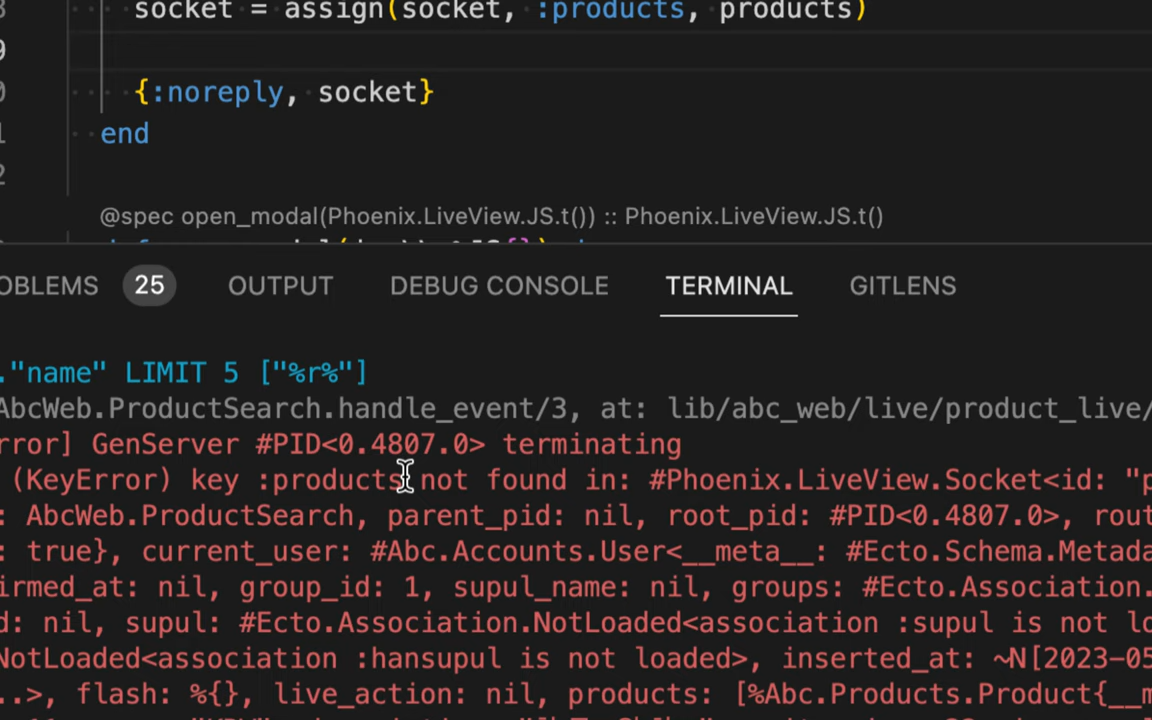 socket = assign(socket, :products, products)
{:noreply, socket}
end
@spec open_modal(Phoenix.LiveView.JS.t()) :: Phoenix.LiveView.JS.t()
OBLEMS 25 OUTPUT DEBUG CONSOLE TERMINAL GITLENS
."name" LIMIT 5 ["%r%"]
AbcWeb.ProductSearch.handle_event/3, at: lib/abc_web/live/product_live/
rror] GenServer #PID<0.4807.0> terminating
(KeyError) key :products not found in: #Phoenix.LiveView.Socket<id: "p
: AbcWeb.ProductSearch, parent_pid: nil, root_pid: #PID<0.4807.0>, rout
: true}, current_user: #Abc.Accounts.User<__meta__: #Ecto.Schema.Metada
irmed_at: nil, group_id: 1, supul_name: nil, groups: #Ecto.Association.
d: nil, supul: #Ecto.Association.NotLoaded<association :supul is not lo
NotLoaded<association :hansupul is not loaded>, inserted_at: ~N[2023-05
..>, flash: %{}, live_action: nil, products: [%Abc.Products.Product{__m